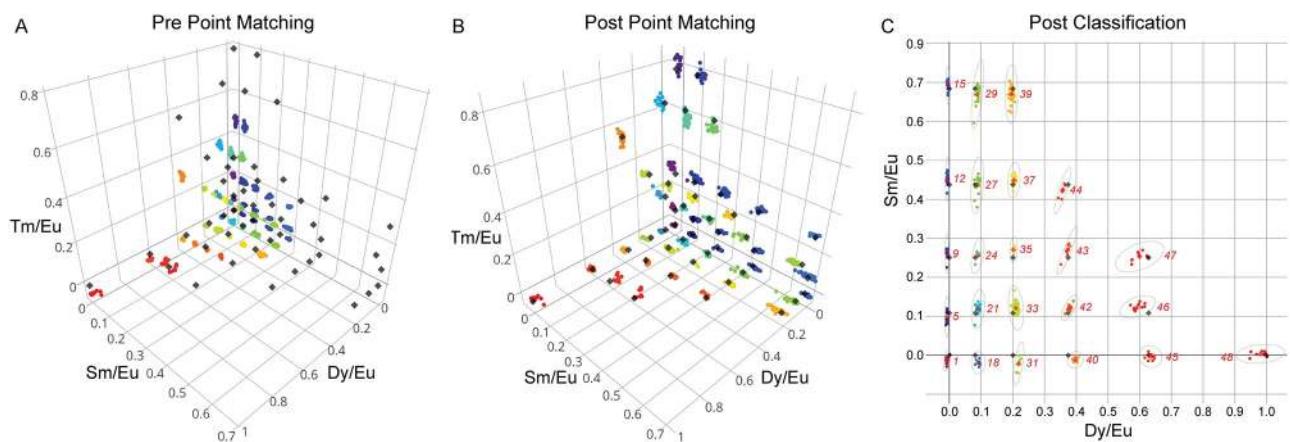 A
Pre Point Matching
0.8
0.6
0.4
Tm/Eu
0.2
0
0
0.1
0.2
0.3
Sm/Eu
0.4
0.5
0.6
0.7
0
0.2
0.4
Dy/Eu
0.6
0.8
1
B
Post Point Matching
0.8
0.6
0.4
Tm/Eu
0.2
0
0
0.1
0.2
0.3
Sm/Eu
0.4
0.5
0.6
0.7
0
0.2
0.4
Dy/Eu
0.6
0.8
1
C
Post Classification
0.9
0.7
0.5
Sm/Eu
0.4
0.3
0.2
0.1
0.0
15 29 39
12 27 37 44
9 24 35 43 47
5 21 33 42 46
1 18 31 40 45 48
0.0 0.1 0.2 0.3 0.4 0.5 0.6 0.7 0.8 0.9 1.0
Dy/Eu